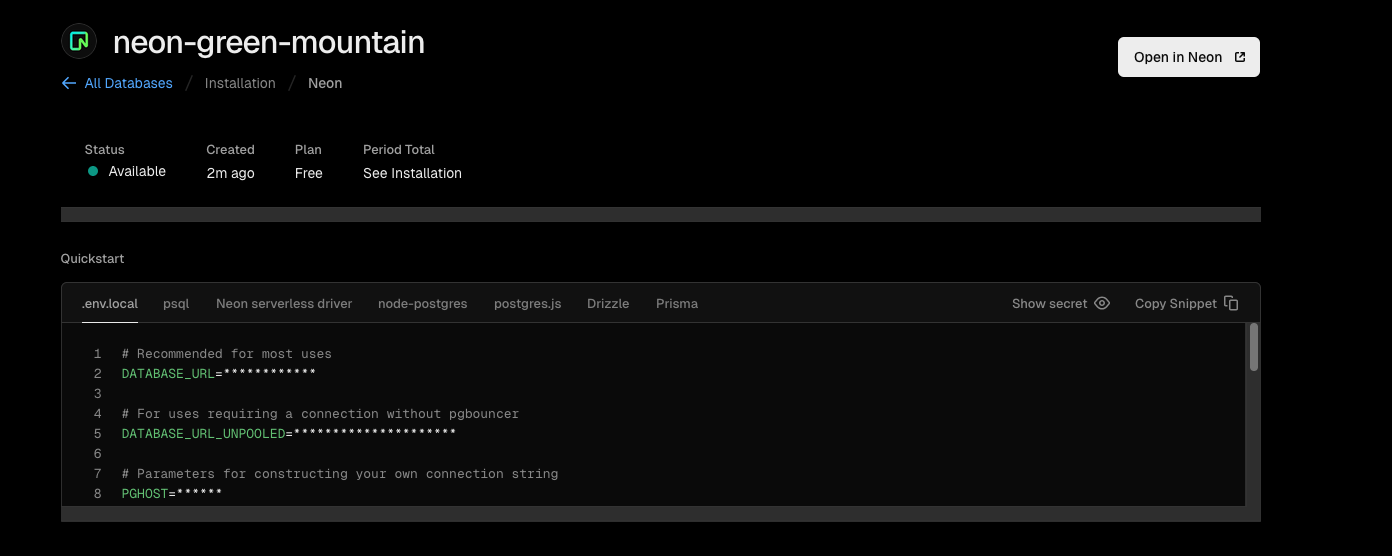 neon-green-mountain
Open in Neon
← All Databases / Installation / Neon
Status Created Plan Period Total
Available 2m ago Free See Installation
Quickstart
.env.local psql Neon serverless driver node-postgres postgres.js Drizzle Prisma Show secret Copy Snippet
1 # Recommended for most uses
2 DATABASE_URL=************
3
4 # For uses requiring a connection without pgbouncer
5 DATABASE_URL_UNPOOLED=*********************
6
7 # Parameters for constructing your own connection string
8 PGHOST=******